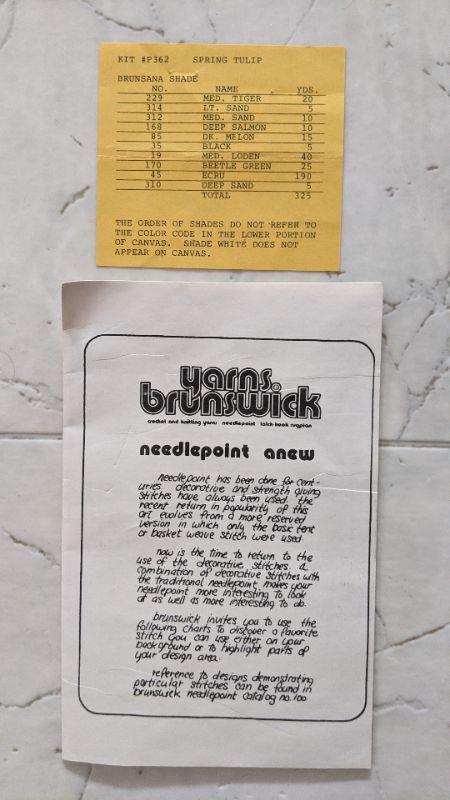 KIT #P362 SPRING TULIP
BRUNSANA SHADE
NO. NAME YDS.
229 MED. TIGER 20
314 LT. SAND 5
312 MED. SAND 10
168 DEEP SALMON 10
85 DK. MELON 15
35 BLACK 5
19 MED. LODEN 40
170 BEETLE GREEN 25
45 ECRU 190
310 DEEP SAND 5
TOTAL 325
THE ORDER OF SHADES DO NOT REFER TO
THE COLOR CODE IN THE LOWER PORTION
OF CANVAS. SHADE WHITE DOES NOT
APPEAR ON CANVAS.
yarns
brunswick
crochet and knitting yarns needlepoint latch-hook rugs
needlepoint anew
needlepoint has been done for cent-
uries. decorative and strength giving
stitches have always been used. the
recent return in popularity of this
art evolves from a more reserved
version in which only the basic tent
or basket weave stitch were used.
now is the time to return to the
use of the decorative stitches. a
combination of decorative stitches with
the traditional needlepoint makes your
needlepoint more interesting to look
at as well as more interesting to do.
brunswick invites you to use the
following charts to discover a favorite
stitch you can use either on your
background or to highlight parts of
your design area.
reference to designs demonstrating
particular stitches can be found in
brunswick needlepoint catalog no. 100